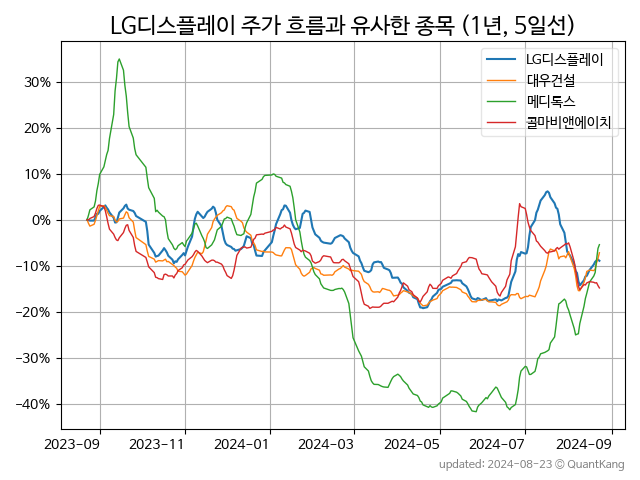 LG디스플레이 주가 흐름과 유사한 종목 (1년, 5일선)
LG디스플레이
대우건설
메디톡스
콜마비앤에이치
30%
20%
10%
0%
−10%
−20%
−30%
−40%
2023-09 2023-11 2024-01 2024-03 2024-05 2024-07 2024-09
updated: 2024-08-23 ⓒ QuantKang